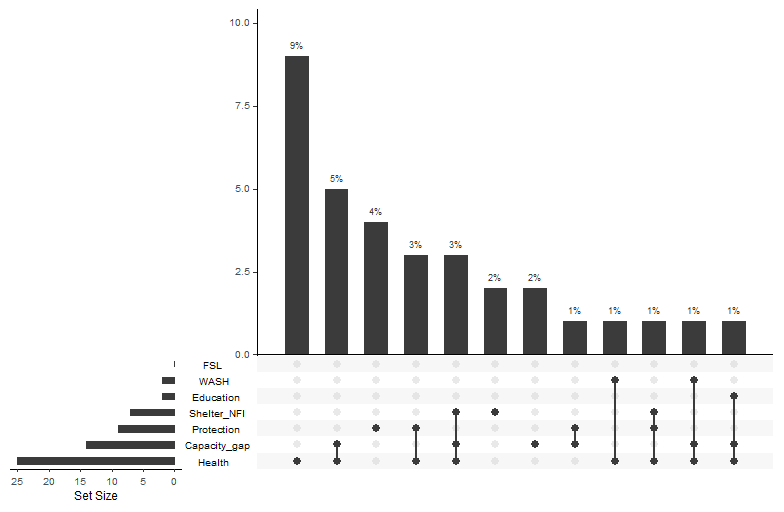 10.0
9%
7.5
5.0
5%
4%
3%
3%
2.5
2%
2%
1%
1%
1%
1%
1%
0.0
FSL
WASH
Education
Shelter_NFI
Protection
Capacity_gap
Health
25 20 15 10 5 0
Set Size